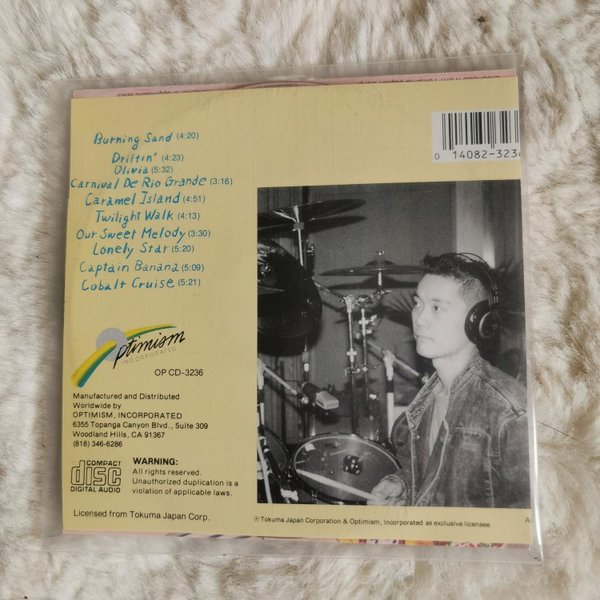 Burning Sand (4:20)
Driftin' (4:23)
Olivia (5:32)
Carnival De Rio Grande (3:16)
Caramel Island (4:51)
Twilight Walk (4:13)
Our Sweet Melody (3:30)
Lonely Star (5:20)
Captain Banana (5:09)
Cobalt Cruise (5:21)
0 14082-323
Optimism
INCORPORATED
OP CD-3236
Manufactured and Distributed
Worldwide by
OPTIMISM, INCORPORATED
6355 Topanga Canyon Blvd., Suite 309
Woodland Hills, CA 91367
(818) 346-6286
COMPACT
disc
DIGITAL AUDIO
WARNING:
All rights reserved.
Unauthorized duplication is a
violation of applicable laws.
Licensed from Tokuma Japan Corp.
℗Tokuma Japan Corporation & Optimism, incorporated as exclusive licensee